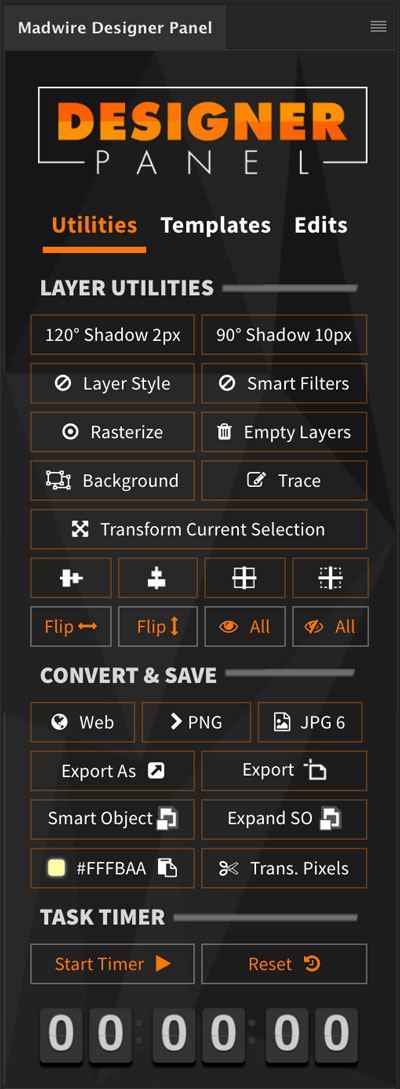 Madwire Designer Panel
DESIGNER
PANEL
Utilities Templates Edits
LAYER UTILITIES
120° Shadow 2px 90° Shadow 10px
Layer Style Smart Filters
Rasterize Empty Layers
Background Trace
Transform Current Selection
Flip Flip All All
CONVERT & SAVE
Web PNG JPG 6
Export As Export
Smart Object Expand SO
#FFFBAA Trans. Pixels
TASK TIMER
Start Timer Reset
00:00:00